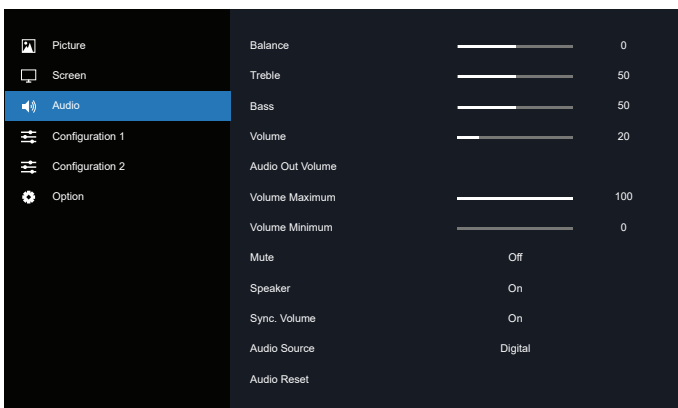 Picture
Screen
Audio
Configuration 1
Configuration 2
Option
Balance 0
Treble 50
Bass 50
Volume 20
Audio Out Volume
Volume Maximum 100
Volume Minimum 0
Mute Off
Speaker On
Sync. Volume On
Audio Source Digital
Audio Reset